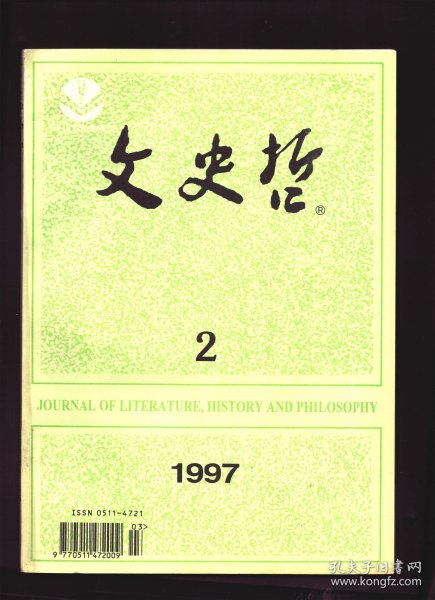 文史哲®
2
JOURNAL OF LITERATURE, HISTORY AND PHILOSOPHY
1997
ISSN 0511-4721
03>
9 770511 472009
孔夫子旧书网
www.kongfz.com